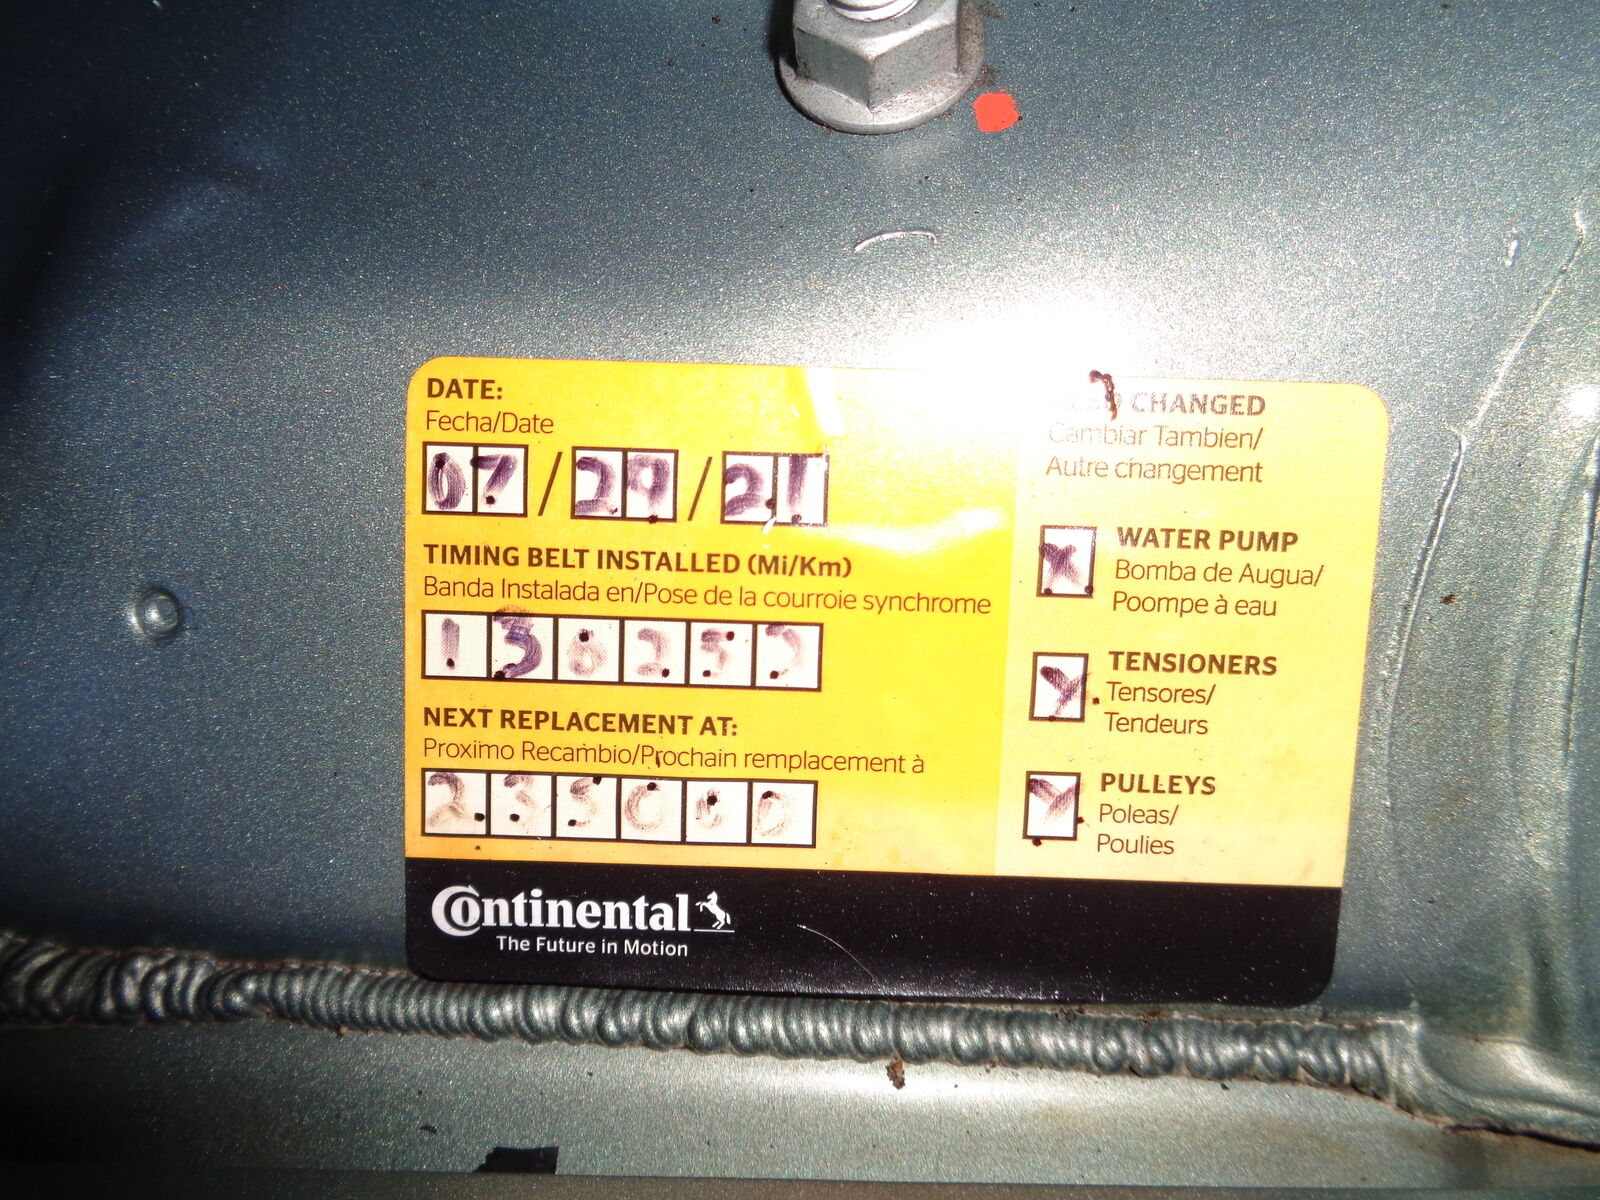 DATE:
Fecha/Date
07/29/21
TIMING BELT INSTALLED (Mi/Km)
Banda Instalada en/Pose de la courroie synchrome
NEXT REPLACEMENT AT:
Proximo Recambio/Prochain remplacement à
235000
CHANGED
Cambiar Tambien/
Autre changement
X WATER PUMP
Bomba de Augua/
Poompe à eau
X TENSIONERS
Tensores/
Tendeurs
X PULLEYS
Poleas/
Poulies
Continental
The Future in Motion